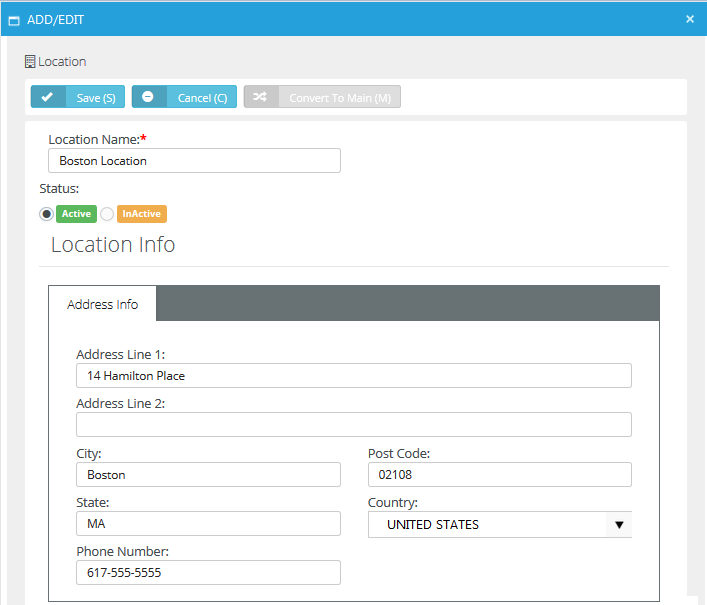 ADD/EDIT ×
Location
Save (S) Cancel (C) Convert To Main (M)
Location Name:*
Boston Location
Status:
Active InActive
Location Info
Address Info
Address Line 1:
14 Hamilton Place
Address Line 2:
City: Post Code:
Boston 02108
State: Country:
MA UNITED STATES
Phone Number:
617-555-5555